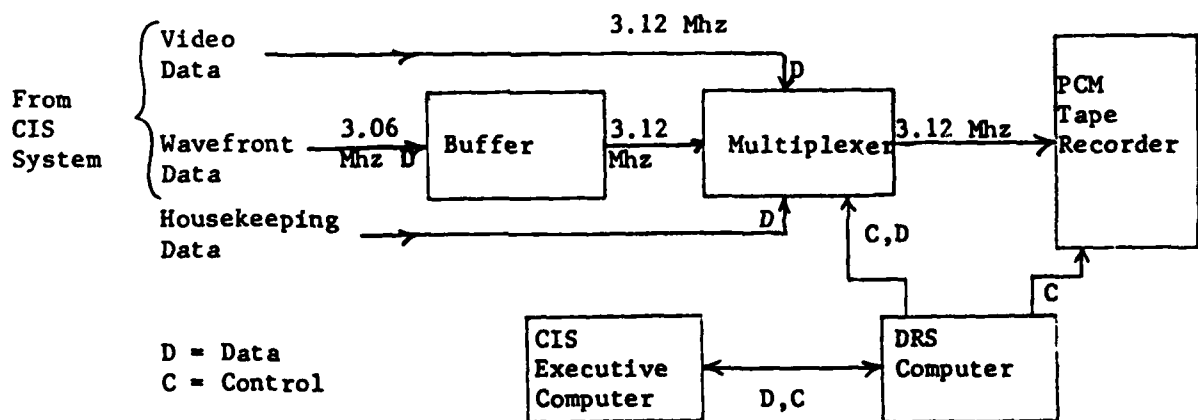 3.12 Mhz
Video
Data
D
From
CIS
System
Wavefront
Data
3.06
Mhz D
Buffer
3.12
Mhz
Multiplexer
3.12 Mhz
PCM
Tape
Recorder
Housekeeping
Data
D
C,D
C
D = Data
C = Control
CIS
Executive
Computer
D,C
DRS
Computer